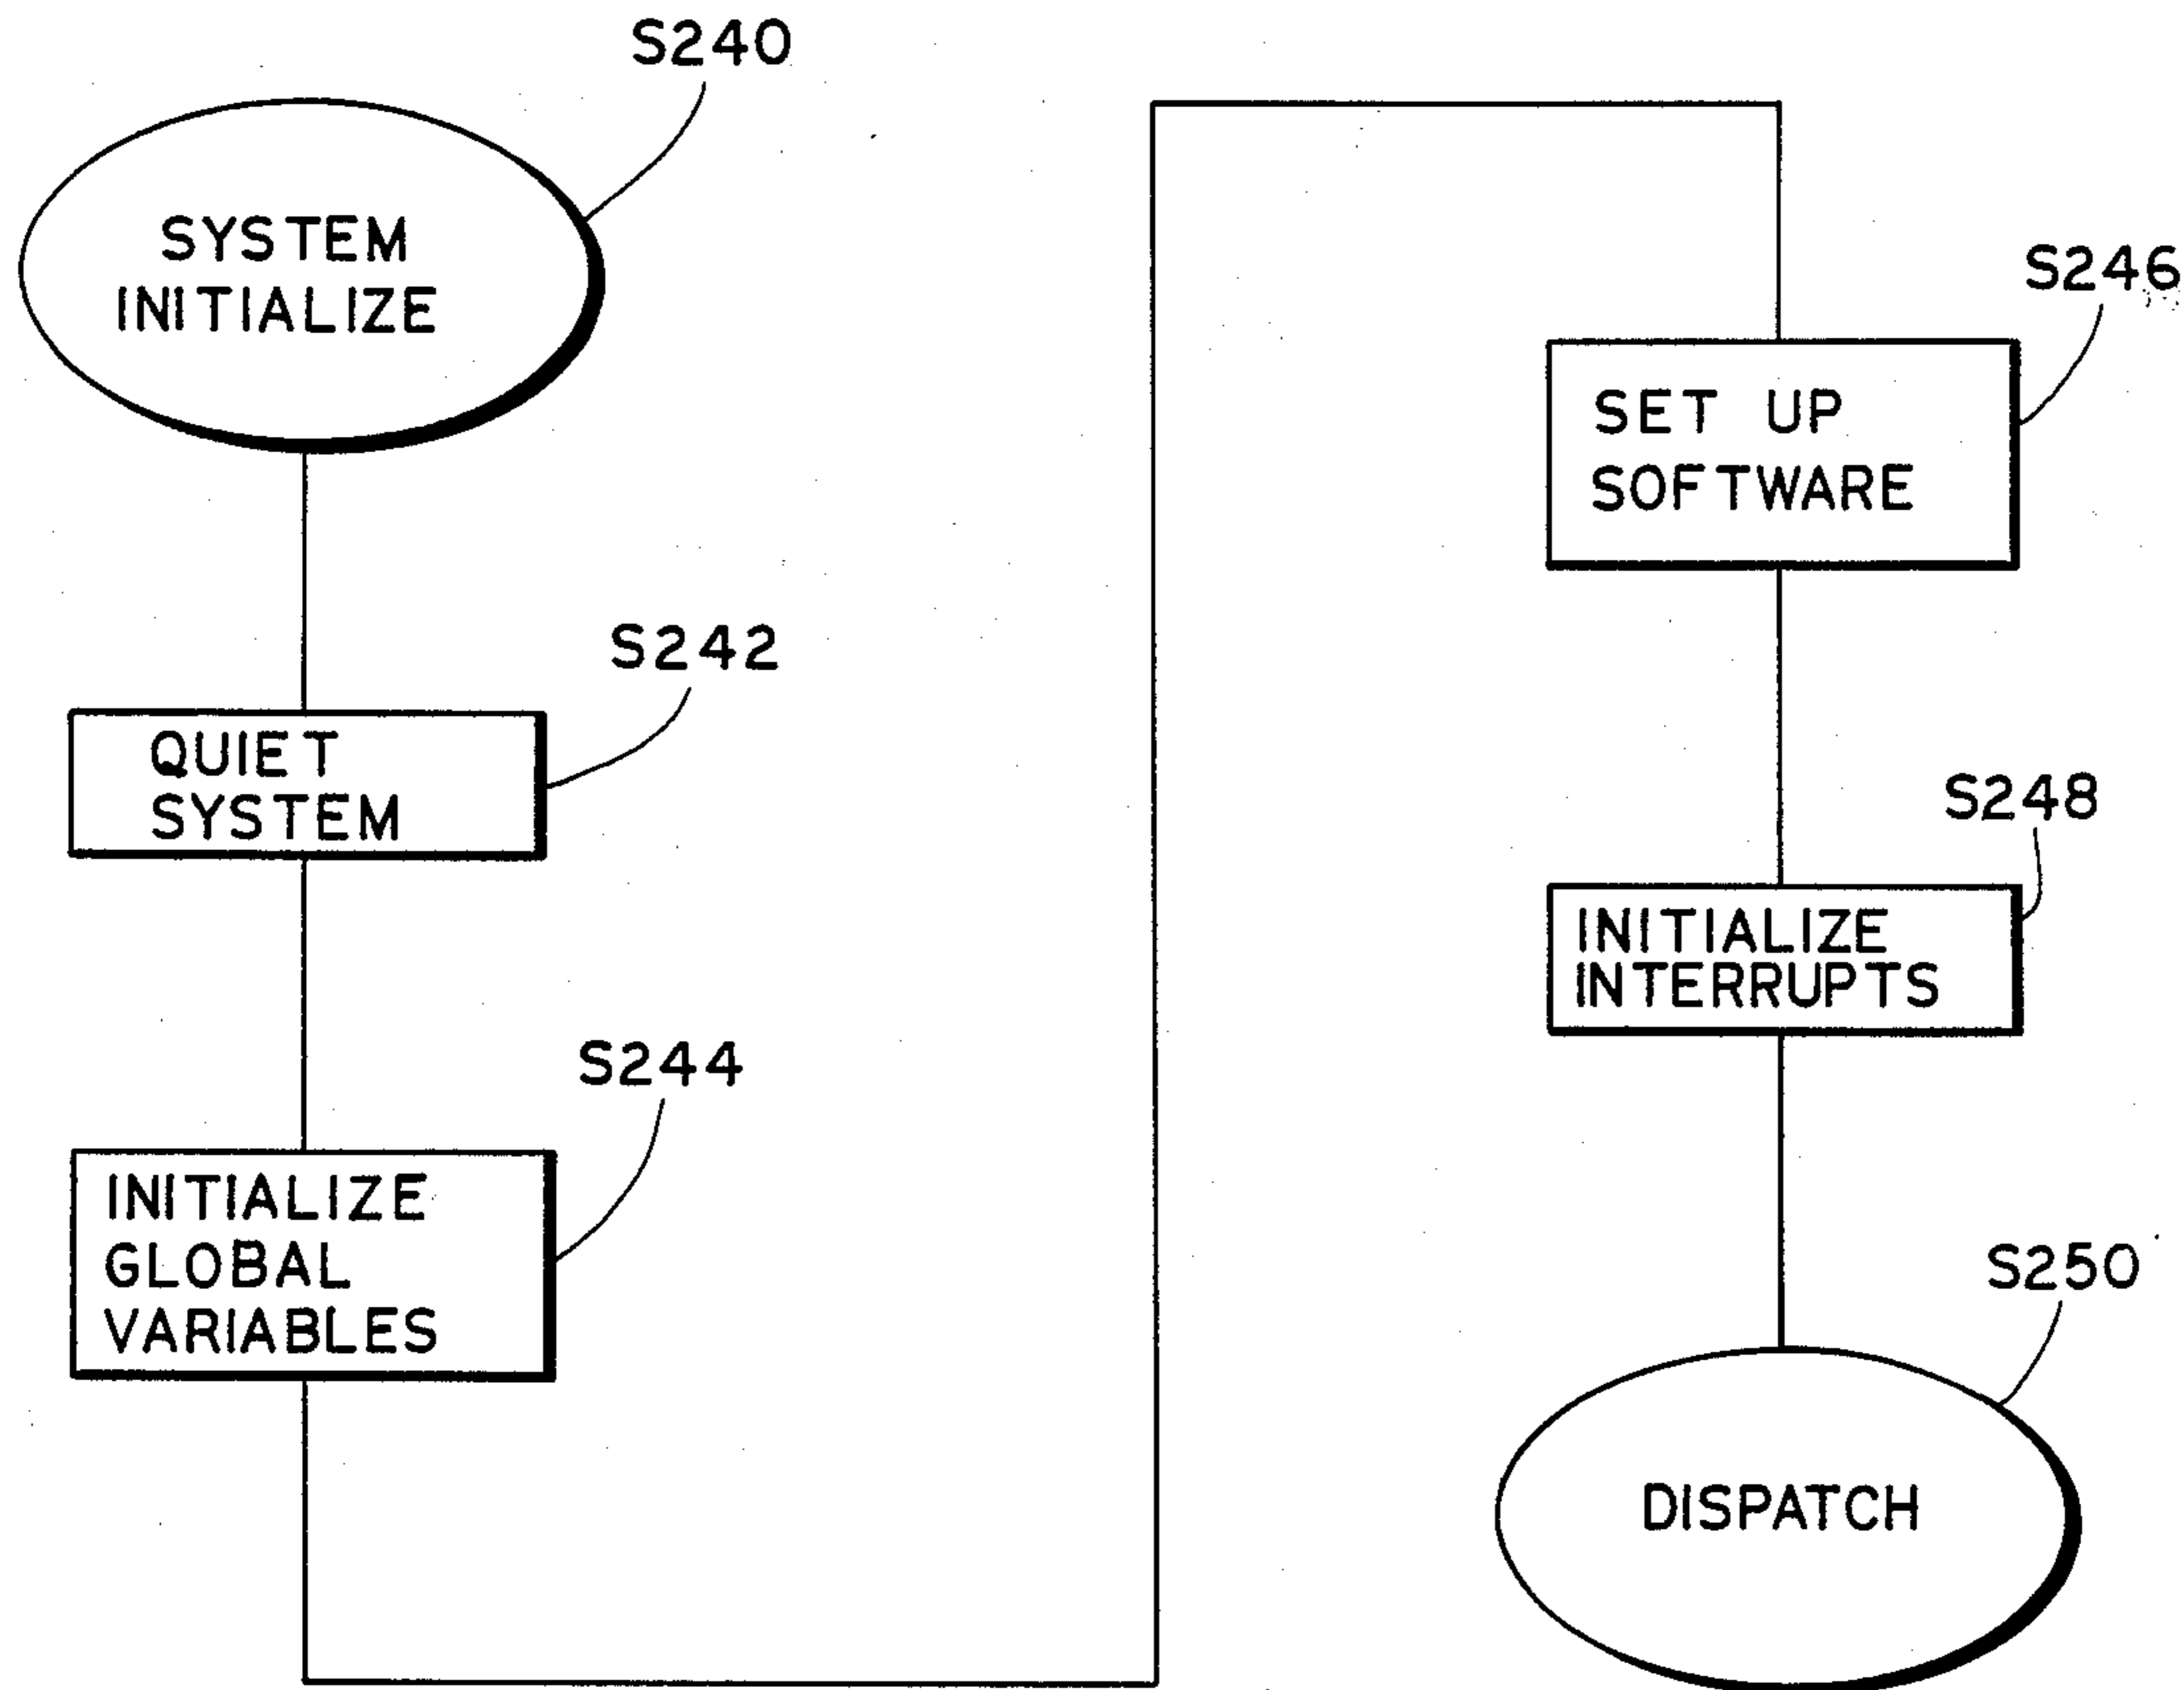 S240
SYSTEM
INITIALIZE
S242
QUIET
SYSTEM
S244
INITIALIZE
GLOBAL
VARIABLES
S246
SET UP
SOFTWARE
S248
INITIALIZE
INTERRUPTS
S250
DISPATCH